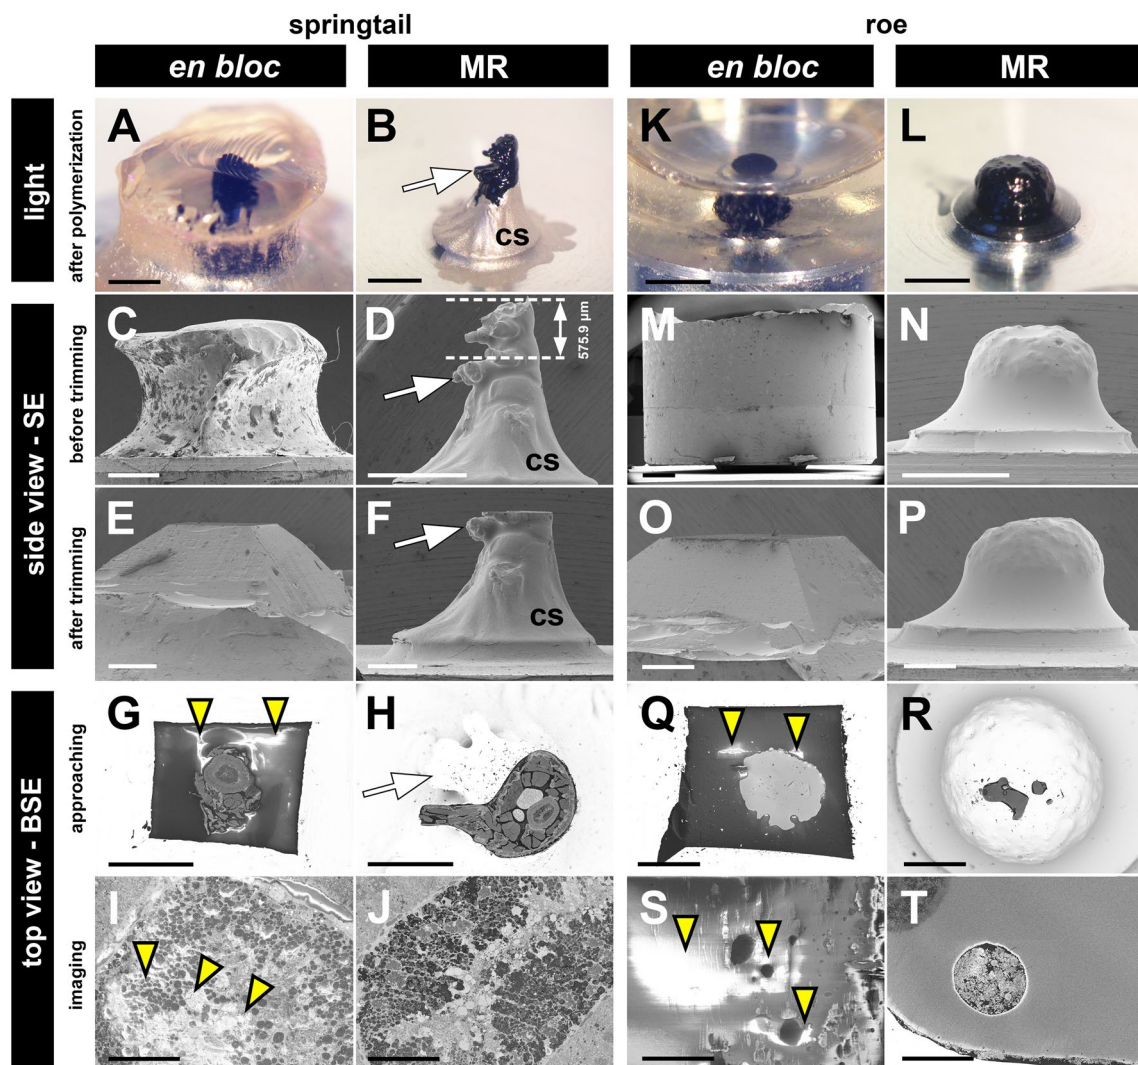 springtail roe
en bloc MR en bloc MR
light
after polymerization
A B K L
cs
side view - SE
before trimming
C D M N
575.9 µm
cs
after trimming
E F O P
cs
top view - BSE
approaching
G H Q R
imaging
I J S T